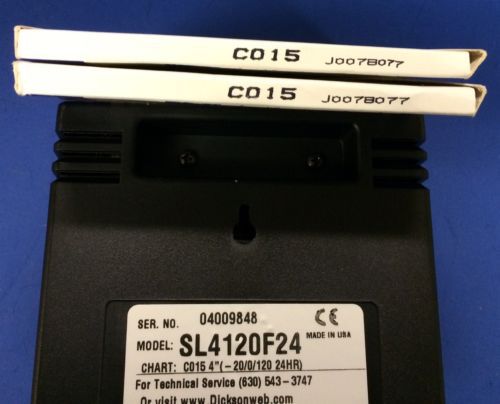 C015 J007B077
C015 J007B077
SER. NO. 04009848 CE
MODEL: SL4120F24 MADE IN USA
CHART: C015 4"(-20/0/120 24HR)
For Technical Service (630) 543-3747
Or visit www.Dicksonweb.com